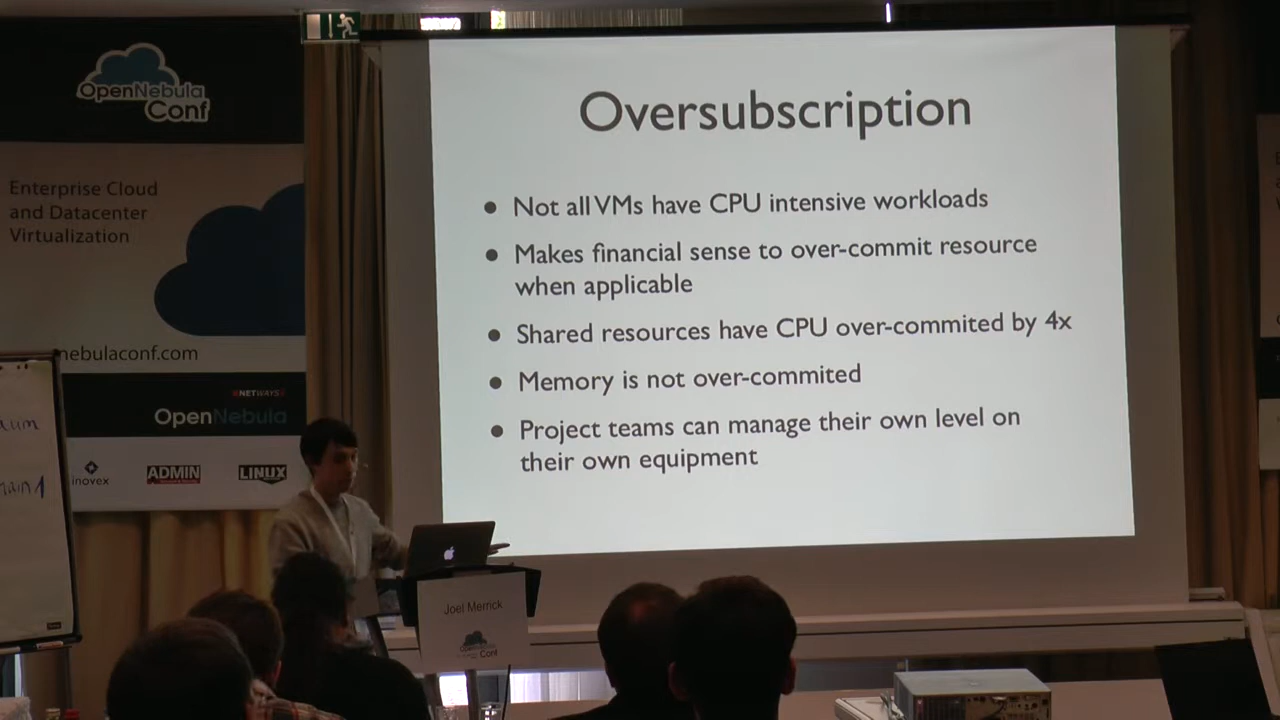 OpenNebula
Conf
Enterprise Cloud
and Datacenter
Virtualization
nebulaconf.com
NETWAYS
OpenNebula
inovex
ADMIN
LINUX
Oversubscription
• Not all VMs have CPU intensive workloads
• Makes financial sense to over-commit resource
when applicable
• Shared resources have CPU over-commited by 4x
• Memory is not over-commited
• Project teams can manage their own level on
their own equipment
Joel Merrick
OpenNebula
Conf